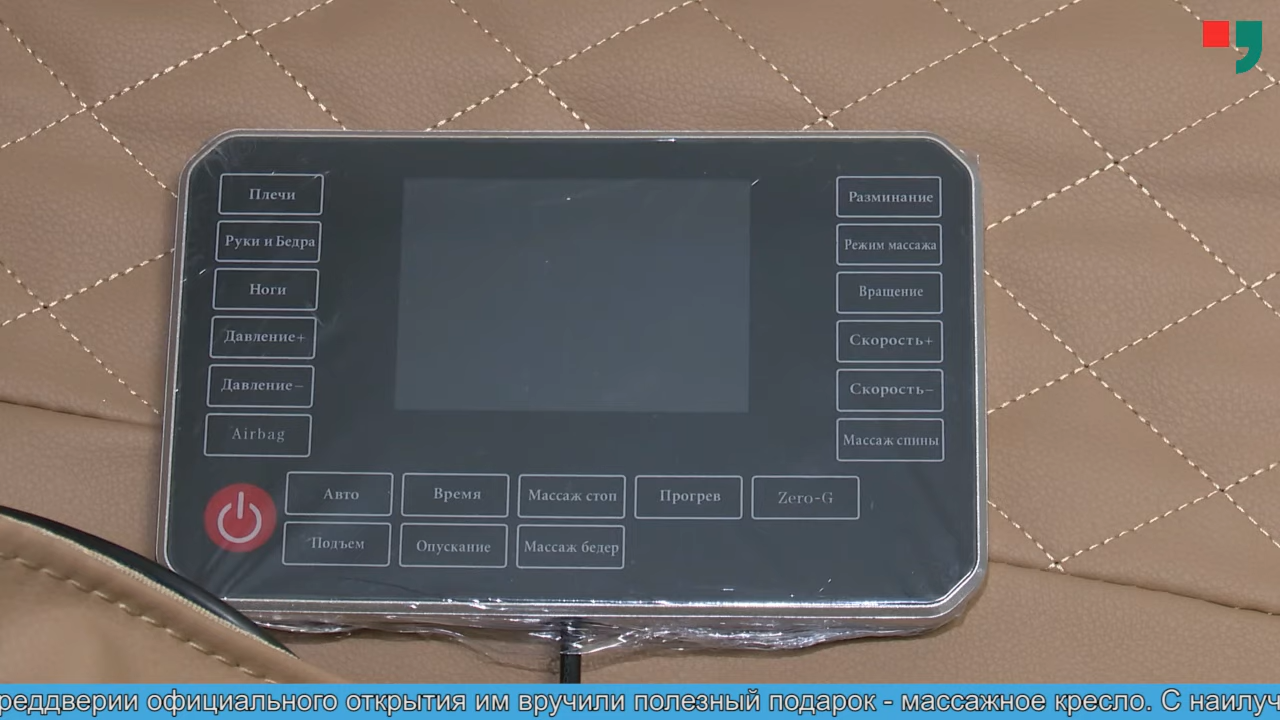 Плечи
Руки и Бедра
Ноги
Давление+
Давление−
Airbag
Разминание
Режим массажа
Вращение
Скорость+
Скорость−
Массаж спины
Авто
Время
Массаж стоп
Прогрев
Zero-G
Подъем
Опускание
Массаж бедер
реддверии официального открытия им вручили полезный подарок - массажное кресло. С наилуч